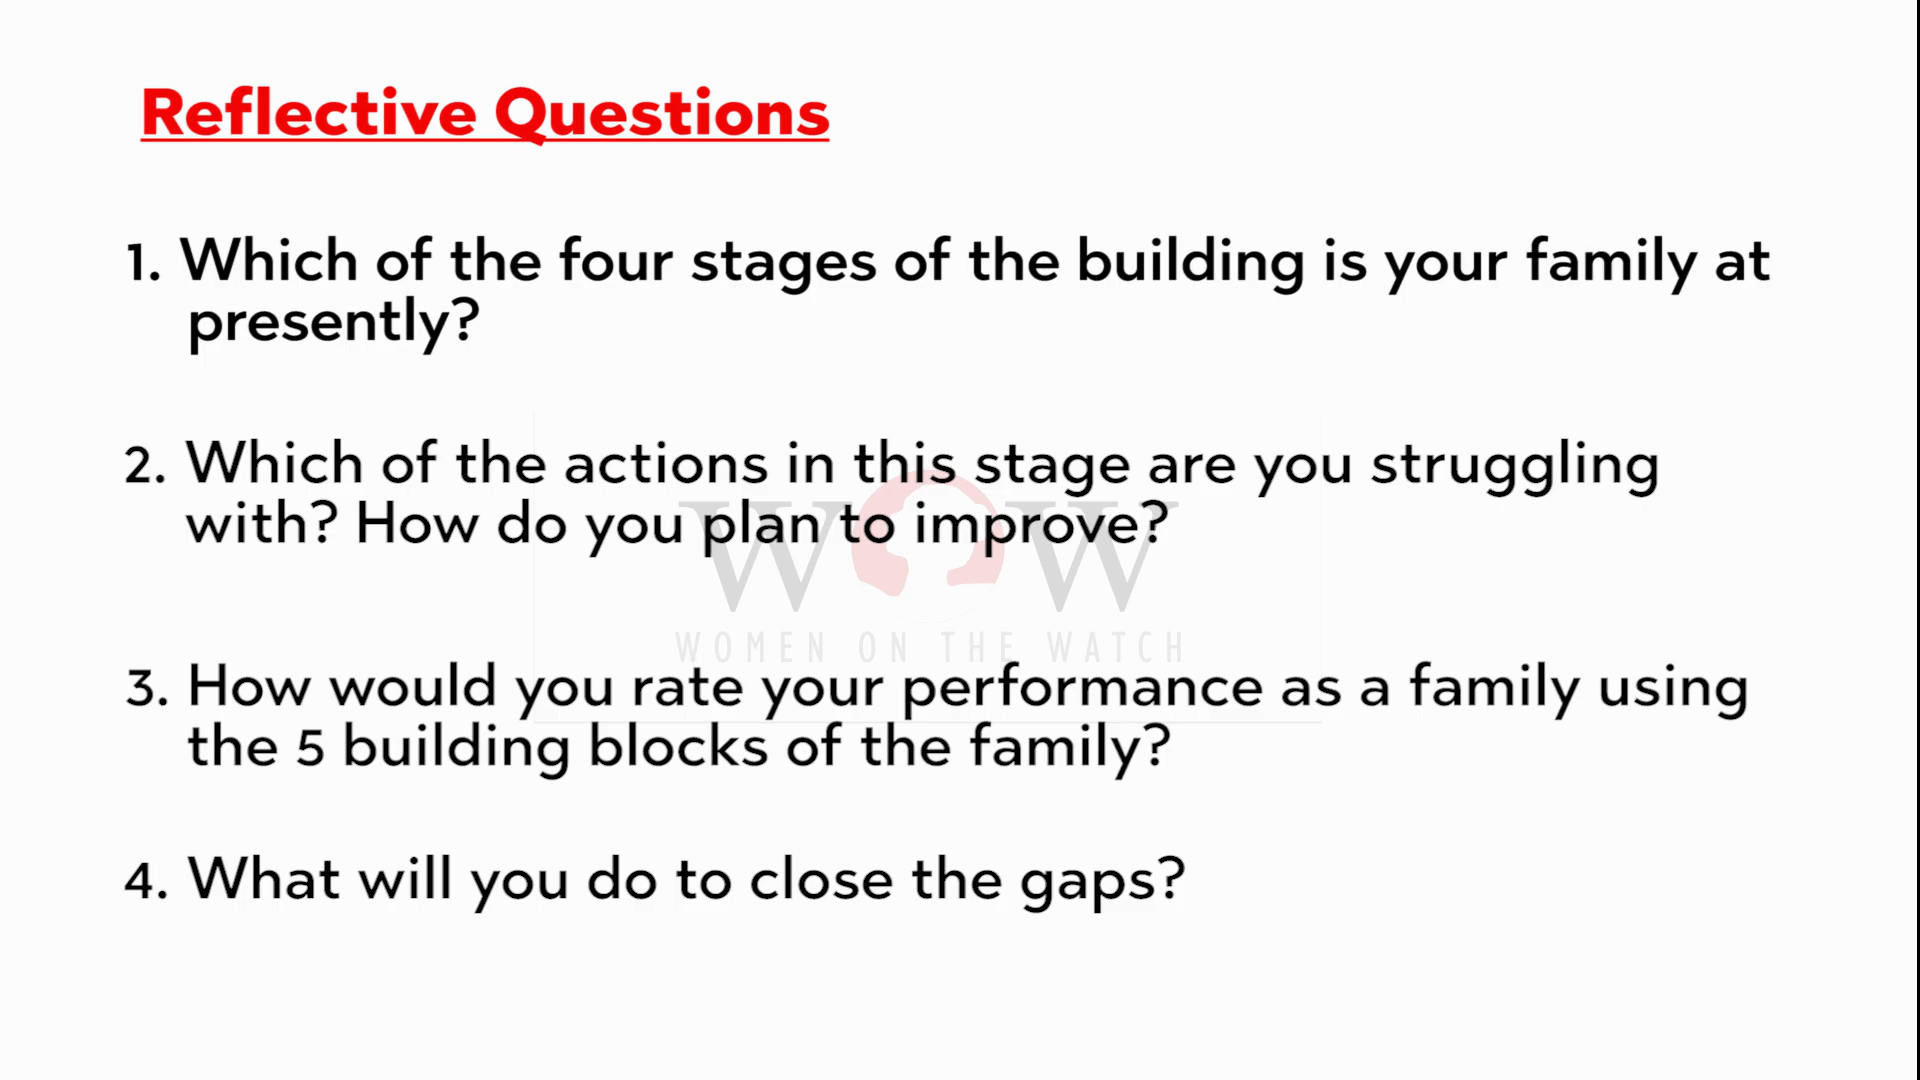 Reflective Questions
1. Which of the four stages of the building is your family at
presently?
2. Which of the actions in this stage are you struggling
with? How do you plan to improve?
WOW
WOMEN ON THE WATCH
3. How would you rate your performance as a family using
the 5 building blocks of the family?
4. What will you do to close the gaps?